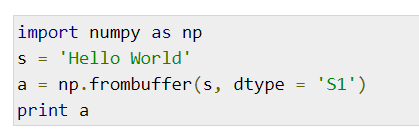 import numpy as np
s = 'Hello World'
a = np.frombuffer(s, dtype = 'S1')
print a